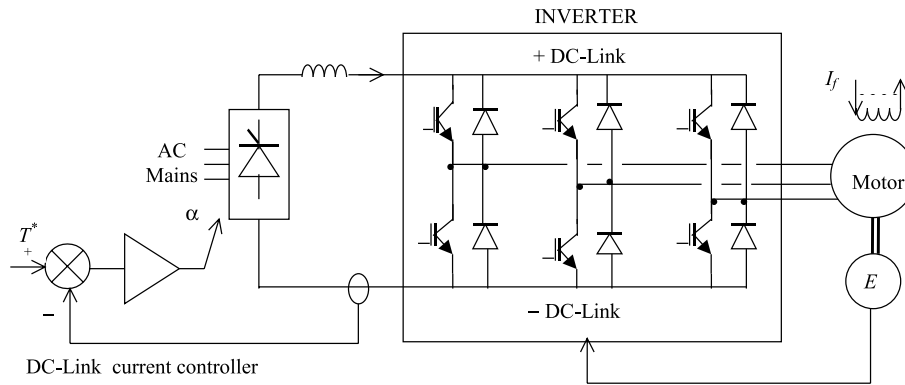 INVERTER
+ DC-Link
I_f
AC
Mains
Motor
α
T*
+
−
E
− DC-Link
DC-Link current controller